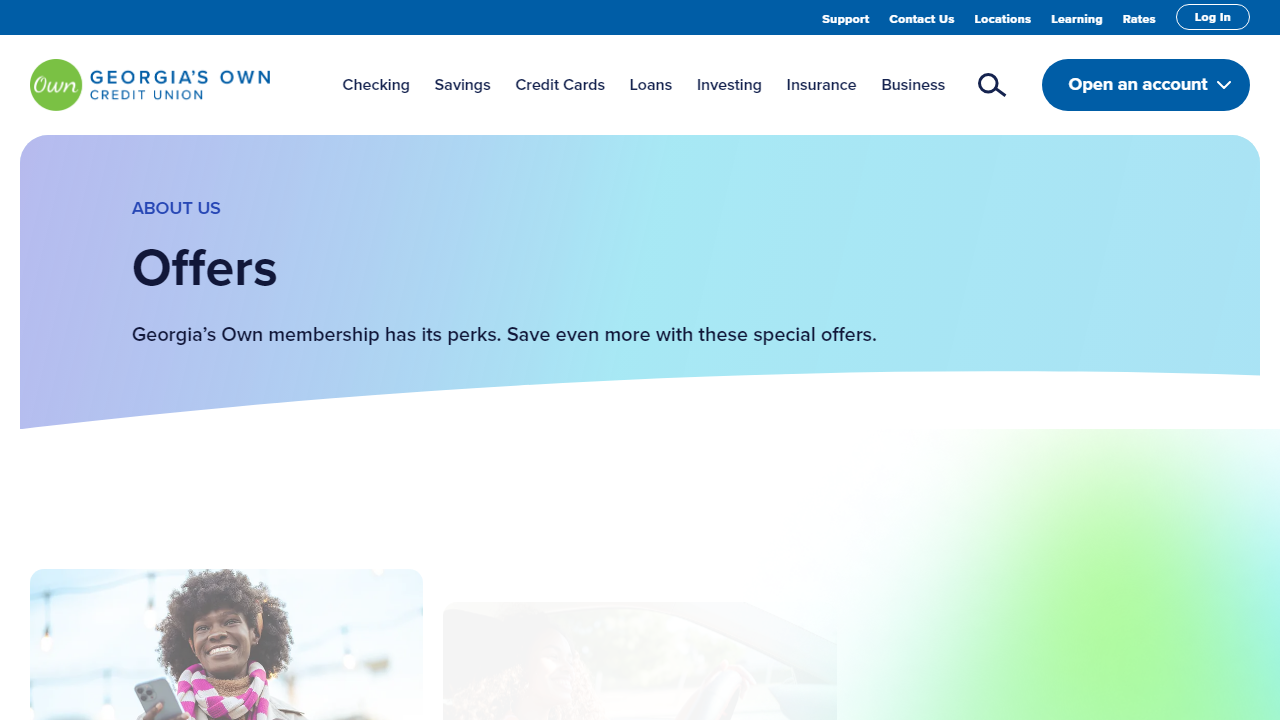 Support Contact Us Locations Learning Rates Log In
Own GEORGIA'S OWN
CREDIT UNION
Checking Savings Credit Cards Loans Investing Insurance Business Open an account
ABOUT US
Offers
Georgia’s Own membership has its perks. Save even more with these special offers.